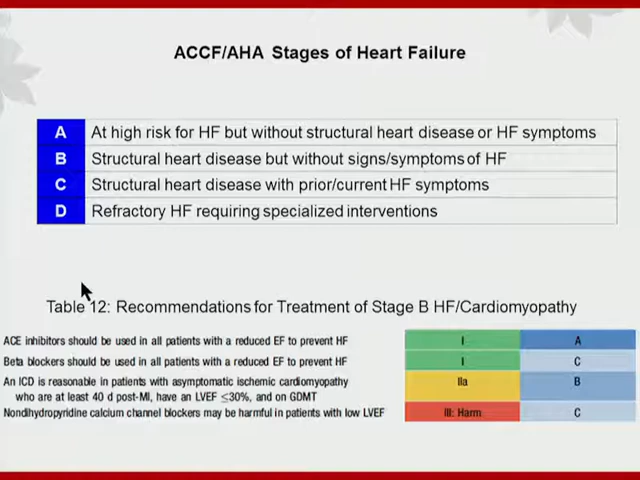 ACCF/AHA Stages of Heart Failure
A At high risk for HF but without structural heart disease or HF symptoms
B Structural heart disease but without signs/symptoms of HF
C Structural heart disease with prior/current HF symptoms
D Refractory HF requiring specialized interventions
Table 12: Recommendations for Treatment of Stage B HF/Cardiomyopathy
ACE inhibitors should be used in all patients with a reduced EF to prevent HF I A
Beta blockers should be used in all patients with a reduced EF to prevent HF I C
An ICD is reasonable in patients with asymptomatic ischemic cardiomyopathy IIa B
who are at least 40 d post-MI, have an LVEF ≤30%, and on GDMT
Nondihydropyridine calcium channel blockers may be harmful in patients with low LVEF III: Harm C